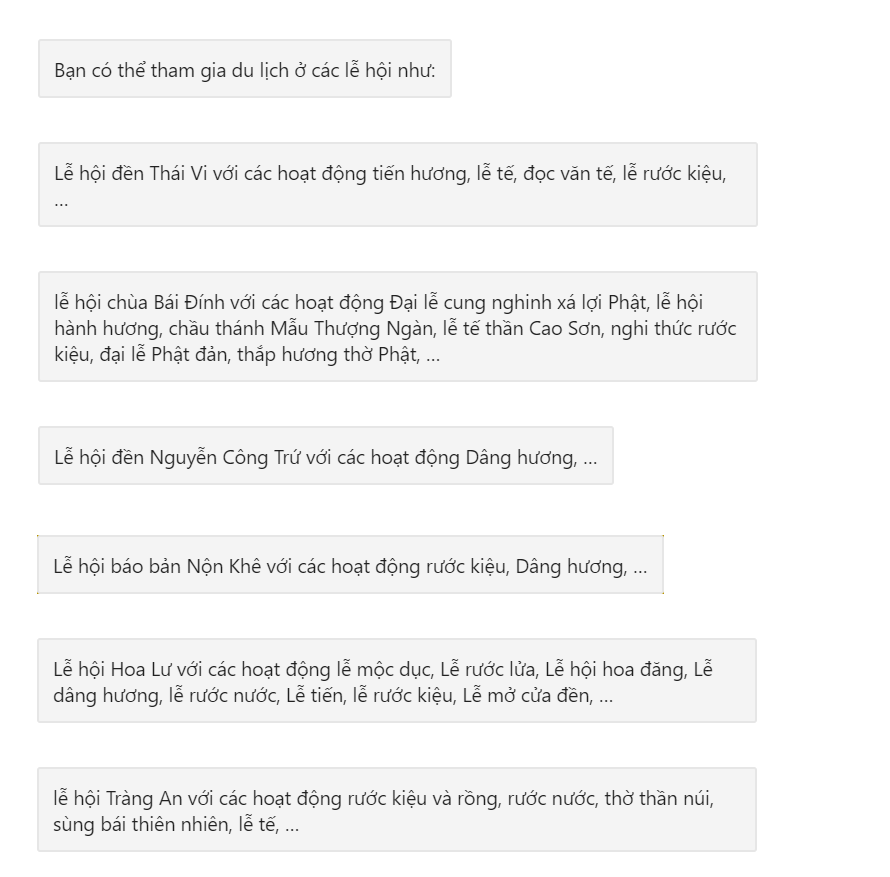 Bạn có thể tham gia du lịch ở các lễ hội như:
Lễ hội đền Thái Vi với các hoạt động tiến hương, lễ tế, đọc văn tế, lễ rước kiệu,
...
lễ hội chùa Bái Đính với các hoạt động Đại lễ cung nghinh xá lợi Phật, lễ hội
hành hương, chầu thánh Mẫu Thượng Ngàn, lễ tế thần Cao Sơn, nghi thức rước
kiệu, đại lễ Phật đản, thắp hương thờ Phật, ...
Lễ hội đền Nguyễn Công Trứ với các hoạt động Dâng hương, ...
Lễ hội báo bản Nộn Khê với các hoạt động rước kiệu, Dâng hương, ...
Lễ hội Hoa Lư với các hoạt động lễ mộc dục, Lễ rước lửa, Lễ hội hoa đăng, Lễ
dâng hương, lễ rước nước, Lễ tiến, lễ rước kiệu, Lễ mở cửa đền, ...
lễ hội Tràng An với các hoạt động rước kiệu và rồng, rước nước, thờ thần núi,
sùng bái thiên nhiên, lễ tế, ...